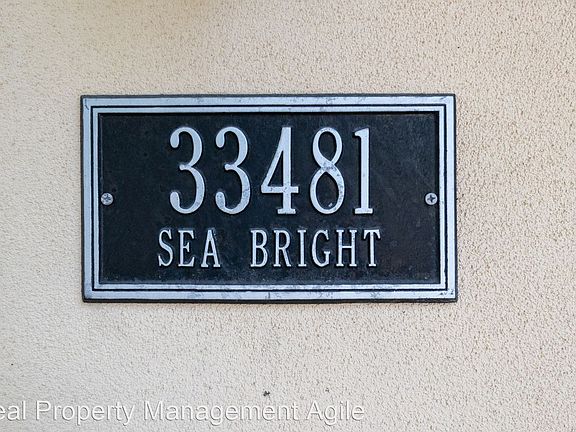 33481
SEA BRIGHT
eal Property Management Agile